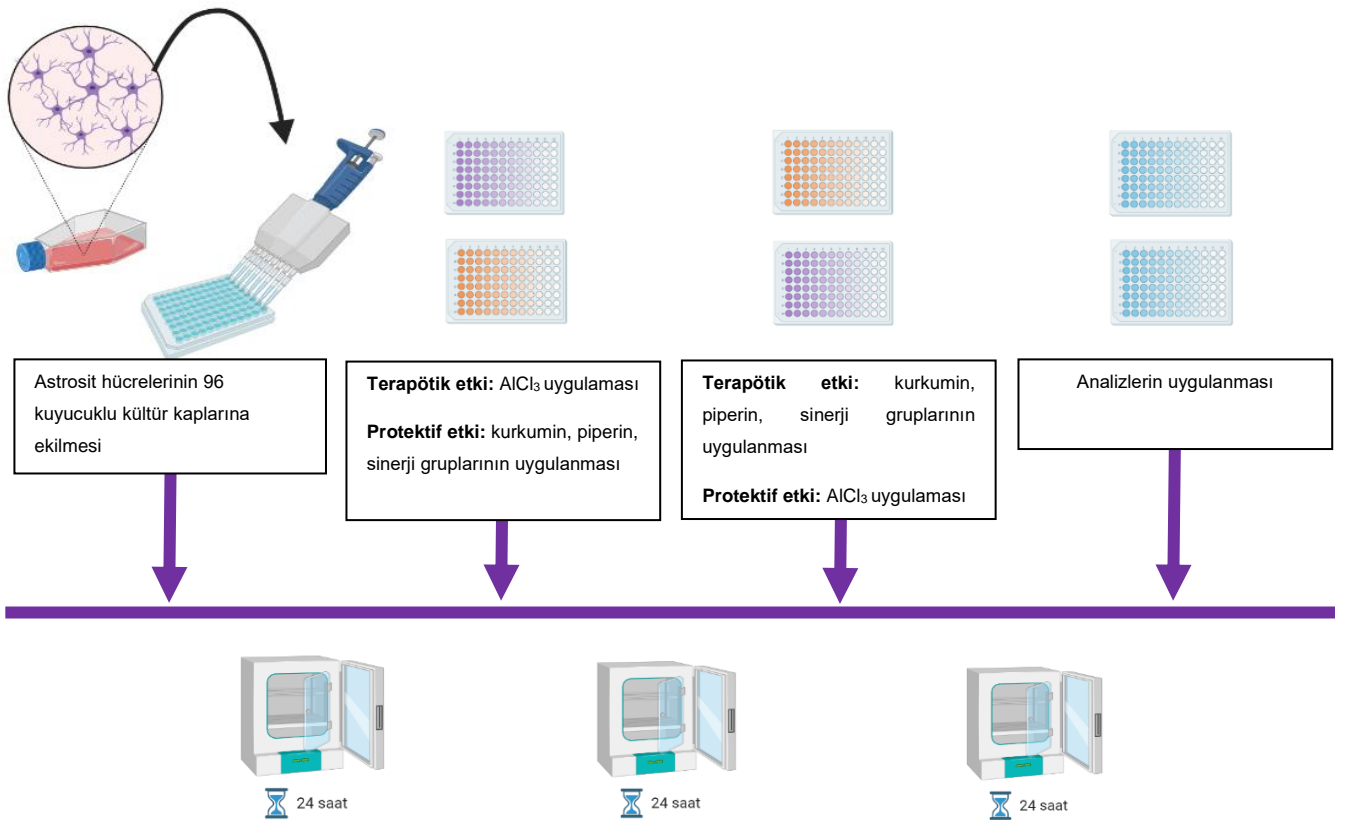 Astrosit hücrelerinin 96
kuyucuklu kültür kaplarına
ekilmesi
Terapötik etki: AlCl₃ uygulaması
Protektif etki: kurkumin, piperin,
sinerji gruplarının uygulanması
Terapötik etki: kurkumin,
piperin, sinerji gruplarının
uygulanması
Protektif etki: AlCl₃ uygulaması
Analizlerin uygulanması
24 saat
24 saat
24 saat